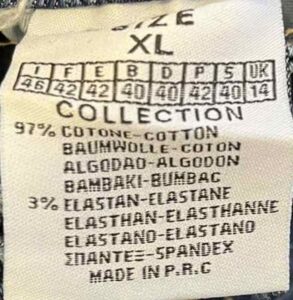 SIZE
XL
I F E B D P S UK
46 42 42 40 40 42 40 14
COLLECTION
97% COTONE-COTTON
BAUMWOLLE-COTON
ALGODAO-ALGODON
BAMBAKI-BUMBAC
3% ELASTAN-ELASTANE
ELASTHAN-ELASTHANNE
ELASTANO-ELASTANO
ΣΠΑΝΤΕΞ-SPANDEX
MADE IN P.R.C